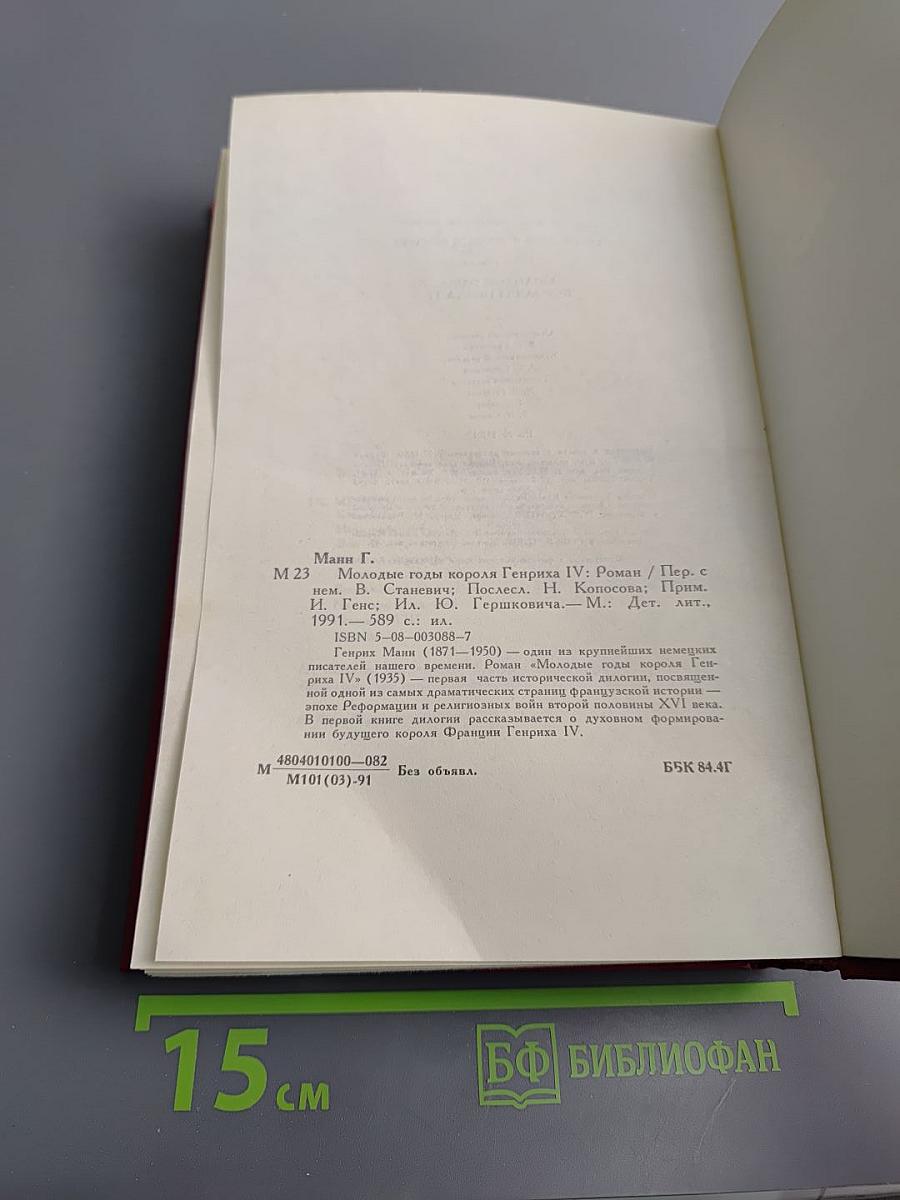 Манн Г.
М 23 Молодые годы короля Генриха IV: Роман / Пер. с
нем. В. Станевич; Послесл. Н. Копосова; Прим.
И. Генс; Ил. Ю. Гершковича.— М.: Дет. лит.,
1991.— 589 с.: ил.
ISBN 5—08—003088—7
Генрих Манн (1871—1950) — один из крупнейших немецких
писателей нашего времени. Роман «Молодые годы короля Ген-
риха IV» (1935) — первая часть исторической дилогии, посвящен-
ной одной из самых драматических страниц французской истории —
эпохе Реформации и религиозных войн второй половины XVI века.
В первой книге дилогии рассказывается о духовном формирова-
нии будущего короля Франции Генриха IV.
М 4804010100—082 Без объявл. ББК 84.4Г
М101(03)-91
15 см БФ БИБЛИОФАН